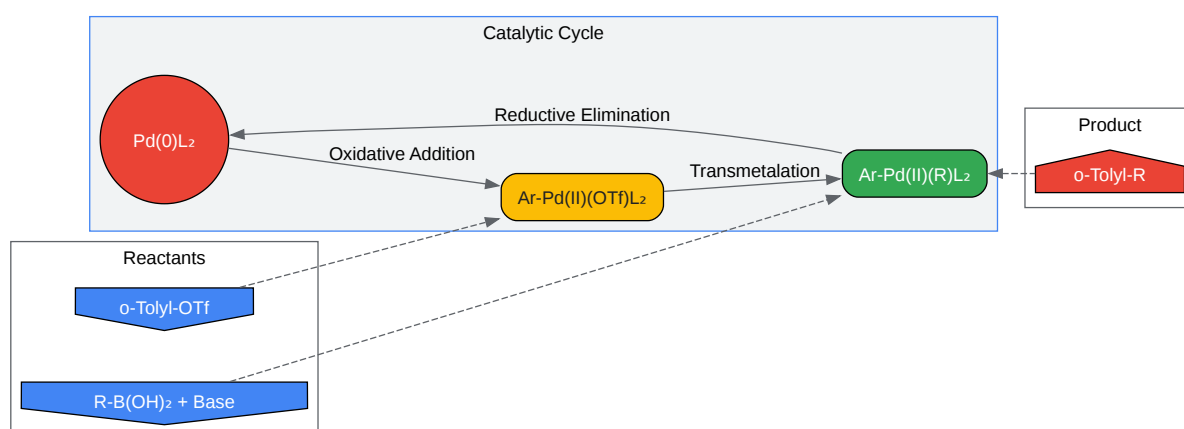 Catalytic Cycle
Reductive Elimination
Pd(0)L₂
Oxidative Addition
Transmetalation
Ar-Pd(II)(OTf)L₂
Ar-Pd(II)(R)L₂
Product
o-Tolyl-R
Reactants
o-Tolyl-OTf
R-B(OH)₂ + Base